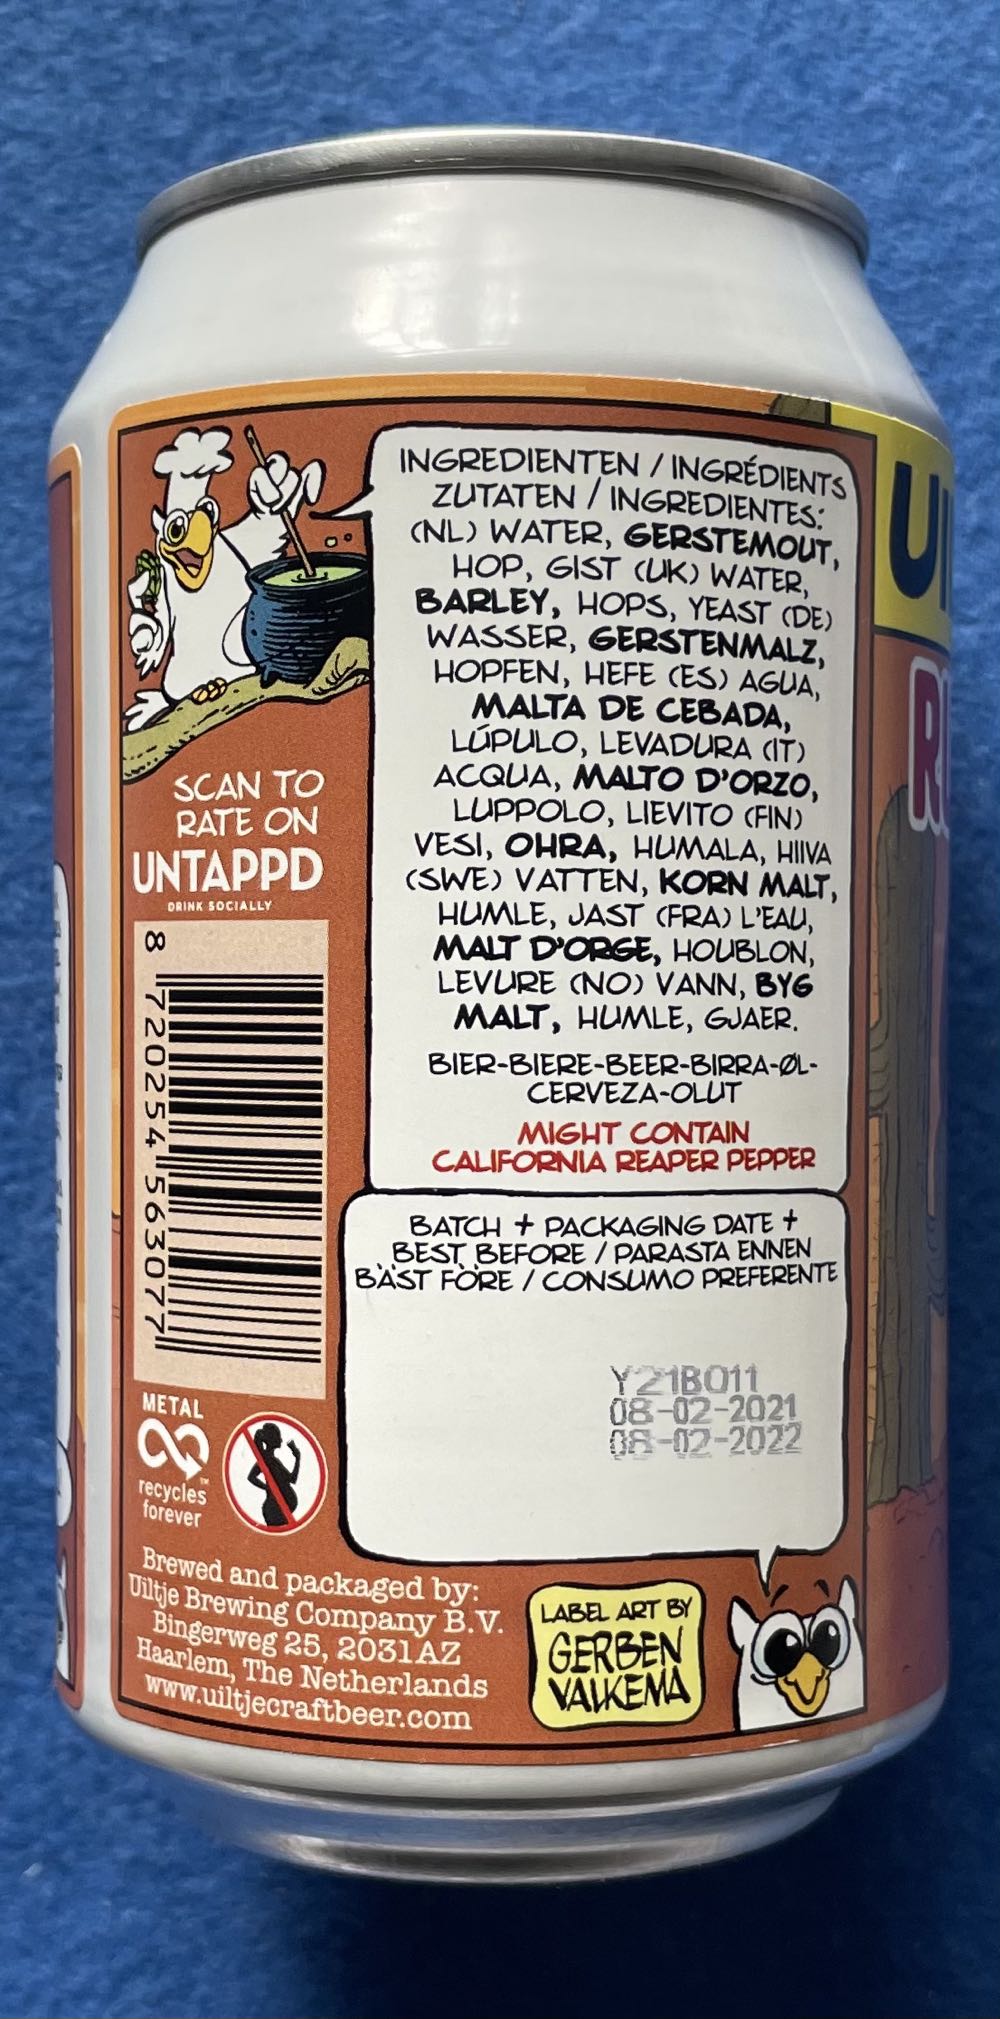 INGREDIENTEN / INGRÉDIENTS
ZUTATEN / INGREDIENTES:
(NL) WATER, GERSTEMOUT,
HOP, GIST (UK) WATER,
BARLEY, HOPS, YEAST (DE)
WASSER, GERSTENMALZ,
HOPFEN, HEFE (ES) AGUA,
MALTA DE CEBADA,
LÚPULO, LEVADURA (IT)
ACQUA, MALTO D'ORZO,
LUPPOLO, LIEVITO (FIN)
VESI, OHRA, HUMALA, HIIVA
(SWE) VATTEN, KORN MALT,
HUMLE, JAST (FRA) L'EAU,
MALT D'ORGE, HOUBLON,
LEVURE (NO) VANN, BYG
MALT, HUMLE, GJAER.
BIER-BIERE-BEER-BIRRA-ØL-
CERVEZA-OLUT
MIGHT CONTAIN
CALIFORNIA REAPER PEPPER
SCAN TO
RATE ON
UNTAPPD
DRINK SOCIALLY
8 720254 563077
BATCH + PACKAGING DATE +
BEST BEFORE / PARASTA ENNEN
BÄST FÖRE / CONSUMO PREFERENTE
Y21B011
08-02-2021
08-02-2022
METAL
recycles
forever
Brewed and packaged by:
Uiltje Brewing Company B.V.
Bingerweg 25, 2031AZ
Haarlem, The Netherlands
www.uiltjecraftbeer.com
LABEL ART BY
GERBEN
VALKEMA
UI
RU